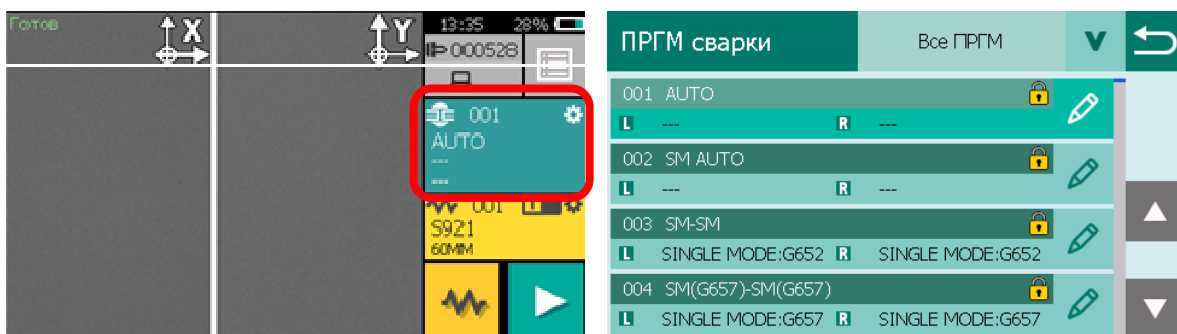 Готов
X
Y
13:35 28%
000528
001
AUTO
---
---
001
S921
60MM
ПРГМ сварки Все ПРГМ V
001 AUTO
L --- R ---
002 SM AUTO
L --- R ---
003 SM-SM
L SINGLE MODE:G652 R SINGLE MODE:G652
004 SM(G657)-SM(G657)
L SINGLE MODE:G657 R SINGLE MODE:G657